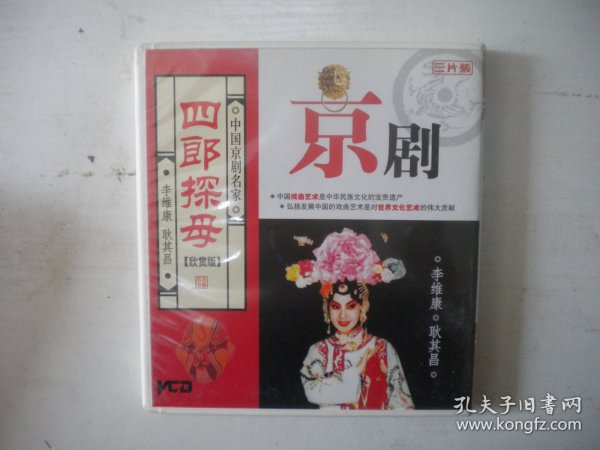 三片装
京剧
中国戏曲艺术是中华民族文化的宝贵遗产
弘扬发展中国的戏曲艺术是对世界文化艺术的伟大贡献
中国京剧名家
四郎探母
【欣赏版】
李维康 耿其昌
李维康 耿其昌
VCD
孔夫子旧书网
www.kongfz.com